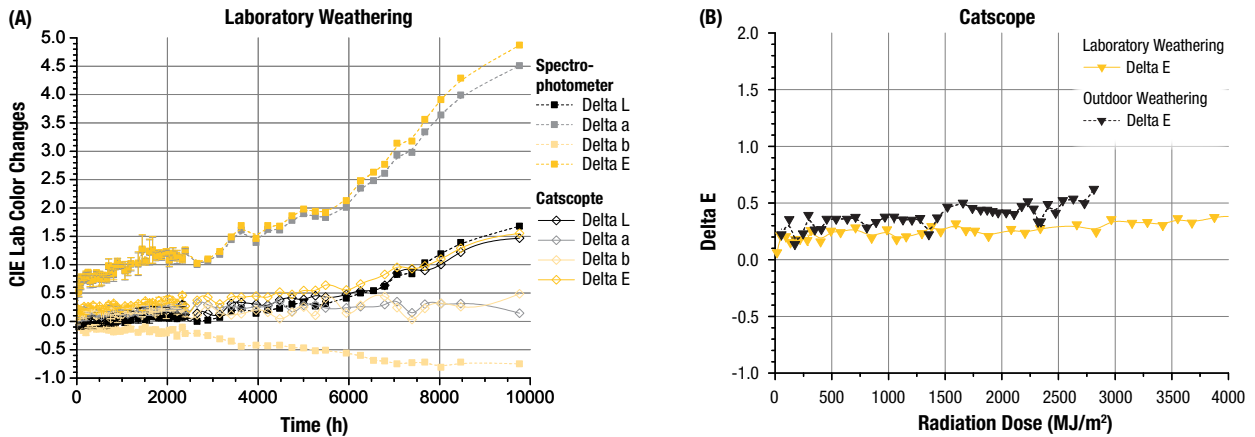 (A)
Laboratory Weathering
CIE Lab Color Changes
5.0
4.5
4.0
3.5
3.0
2.5
2.0
1.5
1.0
0.5
0.0
-0.5
-1.0
0
2000
4000
6000
8000
10000
Time (h)
Spectro-
photometer
Delta L
Delta a
Delta b
Delta E
Catscopte
Delta L
Delta a
Delta b
Delta E
(B)
Catscope
Delta E
2.0
1.5
1.0
0.5
0.0
-0.5
-1.0
0
500
1000
1500
2000
2500
3000
3500
4000
Radiation Dose (MJ/m²)
Laboratory Weathering
Delta E
Outdoor Weathering
Delta E